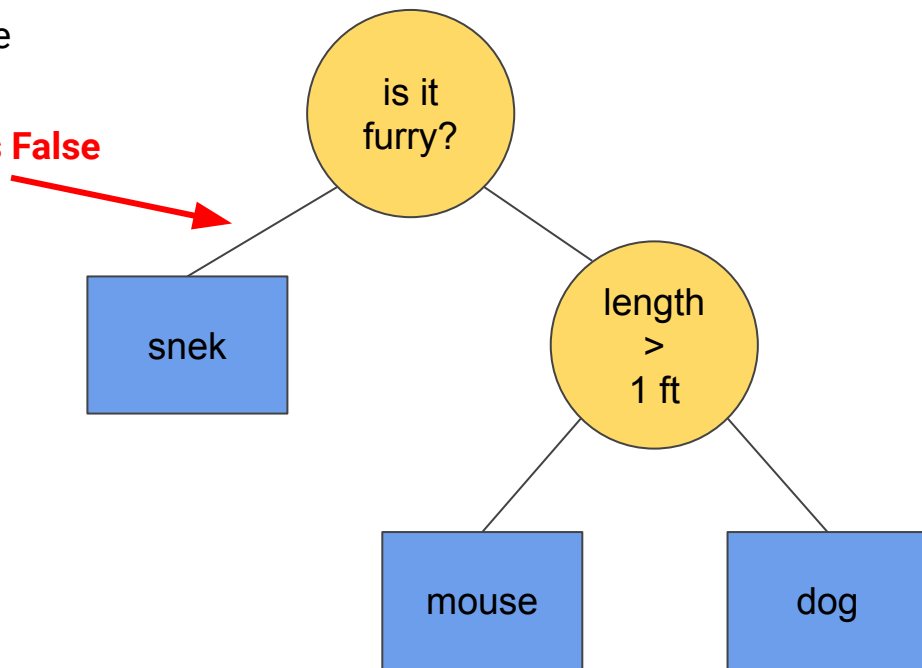 e
is it
furry?
s False
length
>
1 ft
snek
mouse
dog